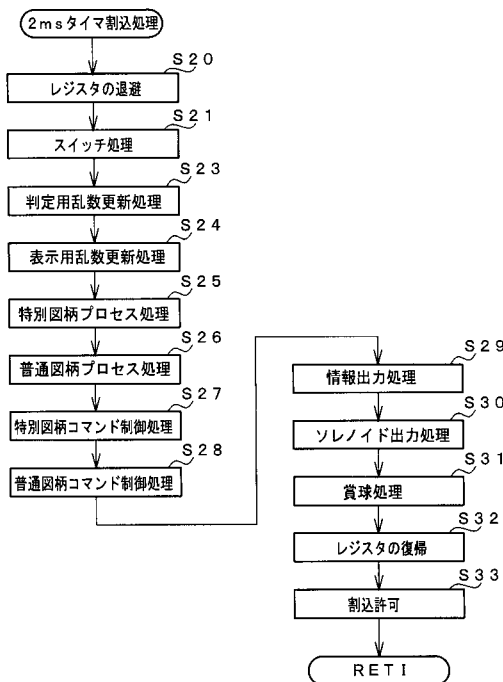 2msタイマ割込処理
S20
レジスタの退避
S21
スイッチ処理
S23
判定用乱数更新処理
S24
表示用乱数更新処理
S25
特別図柄プロセス処理
S26
普通図柄プロセス処理
S27
特別図柄コマンド制御処理
S28
普通図柄コマンド制御処理
S29
情報出力処理
S30
ソレノイド出力処理
S31
賞球処理
S32
レジスタの復帰
S33
割込許可
RETI